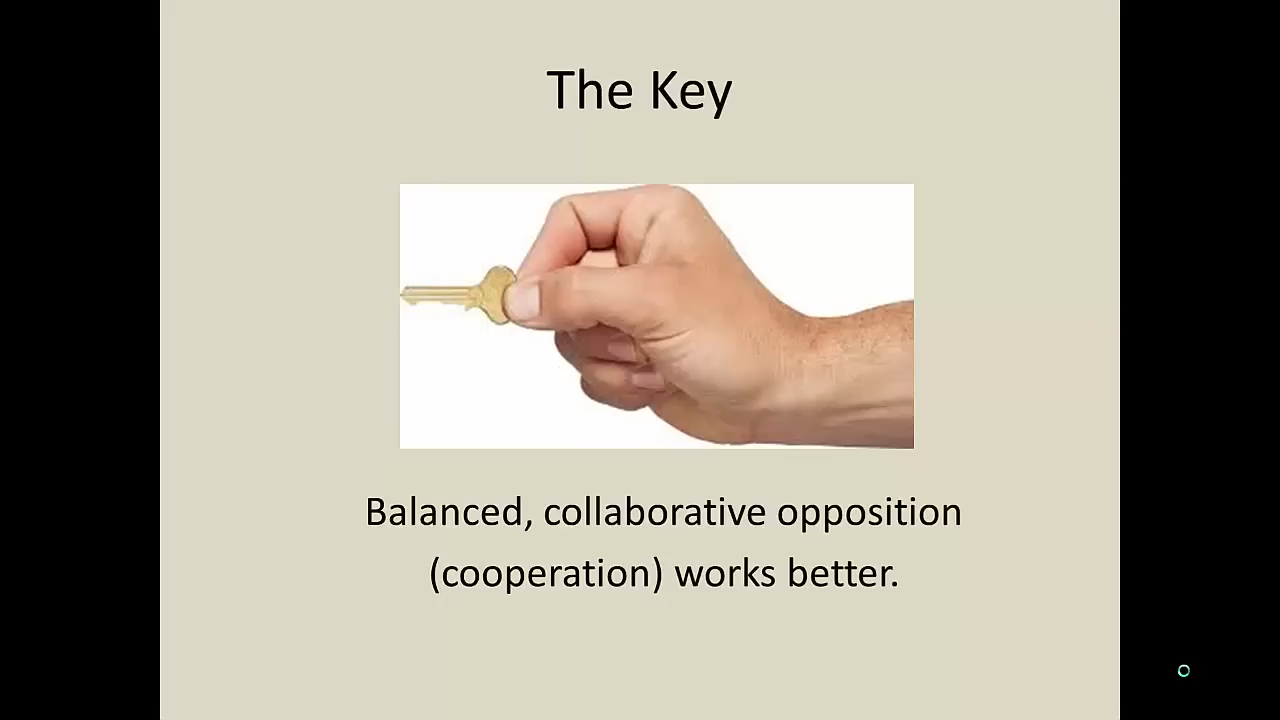 The Key
Balanced, collaborative opposition
(cooperation) works better.